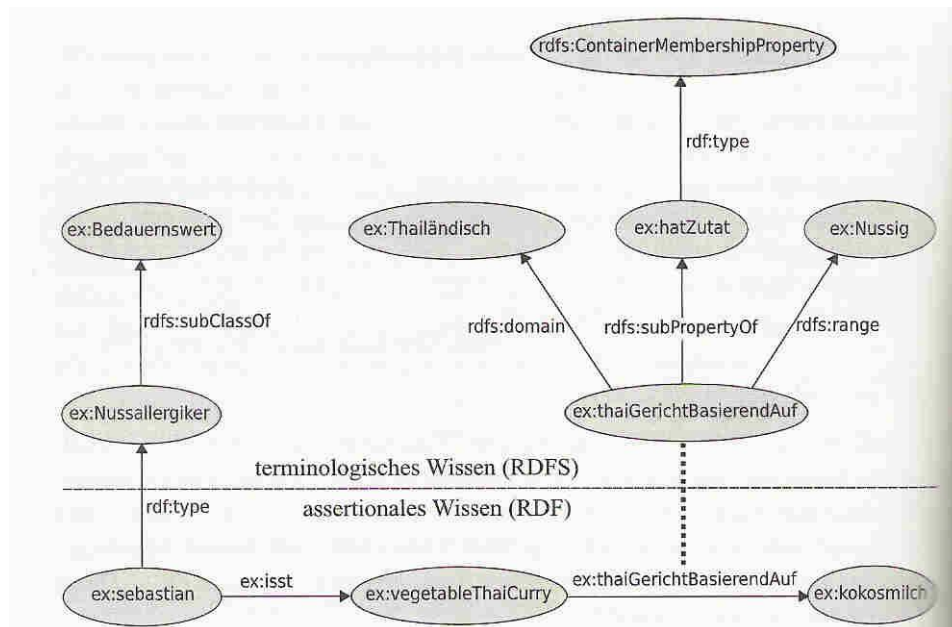 rdfs:ContainerMembershipProperty
rdf:type
ex:Bedauernswert
ex:Thailändisch
ex:hatZutat
ex:Nussig
rdfs:subClassOf
rdfs:domain
rdfs:subPropertyOf
rdfs:range
ex:Nussallergiker
ex:thaiGerichtBasierendAuf
terminologisches Wissen (RDFS)
rdf:type
assertionales Wissen (RDF)
ex:sebastian
ex:isst
ex:vegetableThaiCurry
ex:thaiGerichtBasierendAuf
ex:kokosmilch